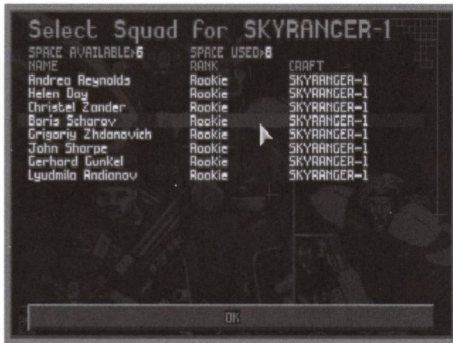 Select Squad for SKYRANGER-1
SPACE AVAILABLE>6 SPACE USED>8
NAME RANK CRAFT
Andrea Reynolds Rookie SKYRANGER-1
Helen Day Rookie SKYRANGER-1
Christel Zander Rookie SKYRANGER-1
Boris Scharov Rookie SKYRANGER-1
Grigoriy Zhdanovich Rookie SKYRANGER-1
John Sharpe Rookie SKYRANGER-1
Gerhard Gunkel Rookie SKYRANGER-1
Lyudmila Andianov Rookie SKYRANGER-1
OK